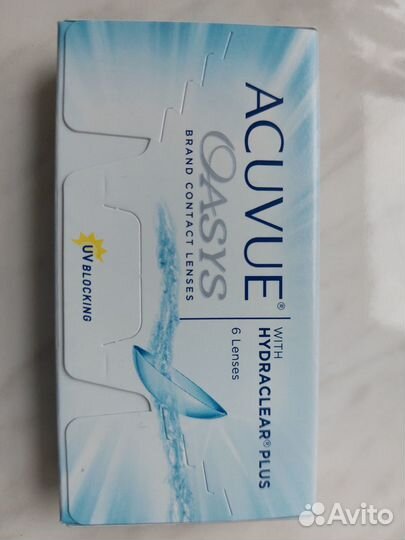 ACUVUE®
OASYS
BRAND CONTACT LENSES
WITH
HYDRACLEAR® PLUS
6 Lenses
UV BLOCKING
Avito